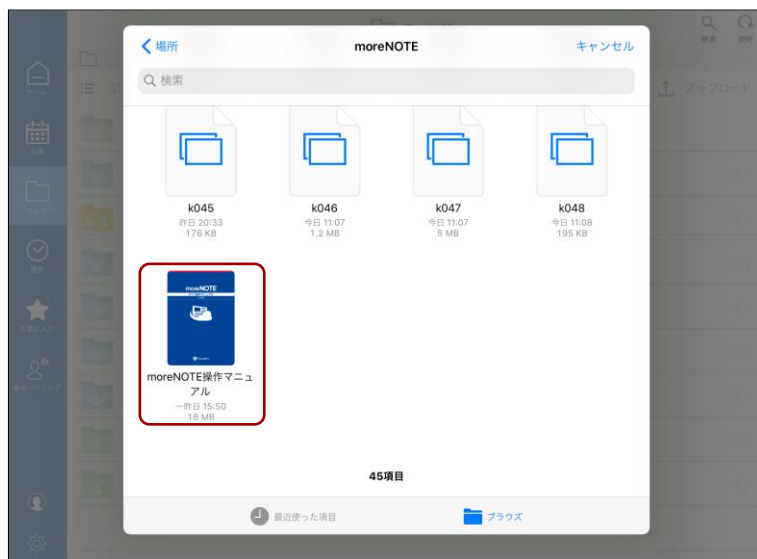 場所
moreNOTE
キャンセル
検索
k045
昨日 20:33
176 KB
k046
今日 11:07
1.2 MB
k047
今日 11:07
5 MB
k048
今日 11:08
195 KB
moreNOTE
moreNOTE操作マニュ
アル
一昨日 15:50
18 MB
45項目
最近使った項目
ブラウズ
アップロード